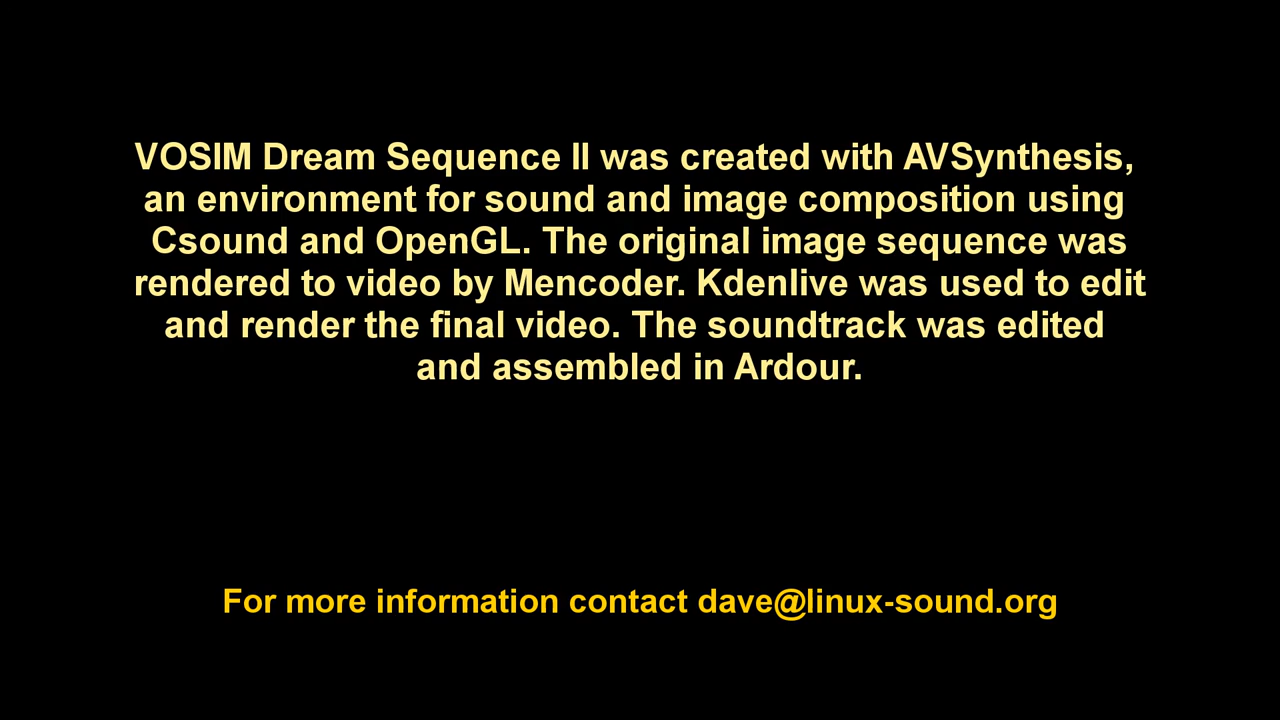 VOSIM Dream Sequence II was created with AVSynthesis,
an environment for sound and image composition using
Csound and OpenGL. The original image sequence was
rendered to video by Mencoder. Kdenlive was used to edit
and render the final video. The soundtrack was edited
and assembled in Ardour.
For more information contact dave@linux-sound.org